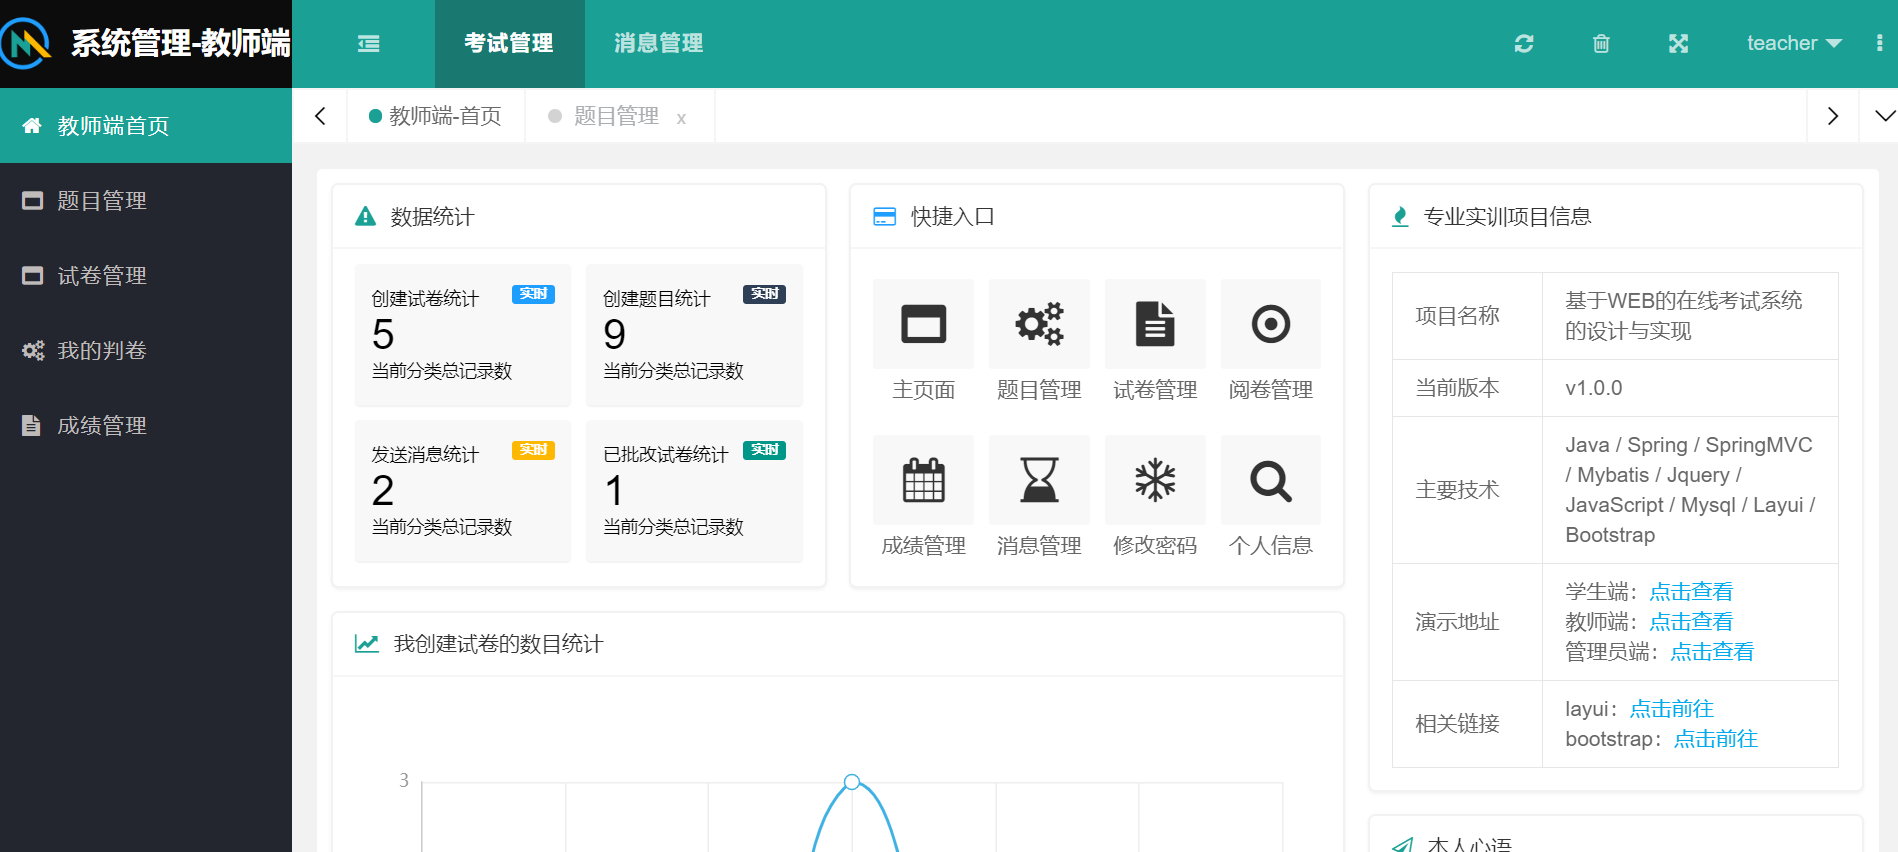 系统管理-教师端
考试管理
消息管理
teacher
教师端首页
题目管理
试卷管理
我的判卷
成绩管理
教师端-首页
题目管理 x
数据统计
创建试卷统计 实时
5
当前分类总记录数
创建题目统计 实时
9
当前分类总记录数
发送消息统计 实时
2
当前分类总记录数
已批改试卷统计 实时
1
当前分类总记录数
快捷入口
主页面
题目管理
试卷管理
阅卷管理
成绩管理
消息管理
修改密码
个人信息
我创建试卷的数目统计
3
专业实训项目信息
项目名称
基于WEB的在线考试系统
的设计与实现
当前版本
v1.0.0
主要技术
Java / Spring / SpringMVC
/ Mybatis / Jquery /
JavaScript / Mysql / Layui /
Bootstrap
演示地址
学生端：点击查看
教师端：点击查看
管理员端：点击查看
相关链接
layui：点击前往
bootstrap：点击前往
本人心语